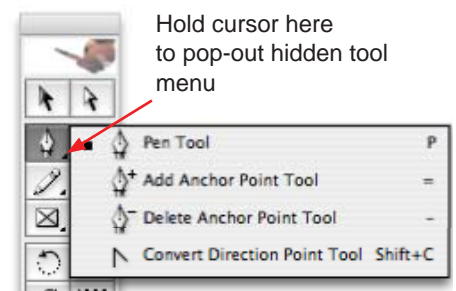 Hold cursor here
to pop-out hidden tool
menu
Pen Tool P
Add Anchor Point Tool =
Delete Anchor Point Tool -
Convert Direction Point Tool Shift+C